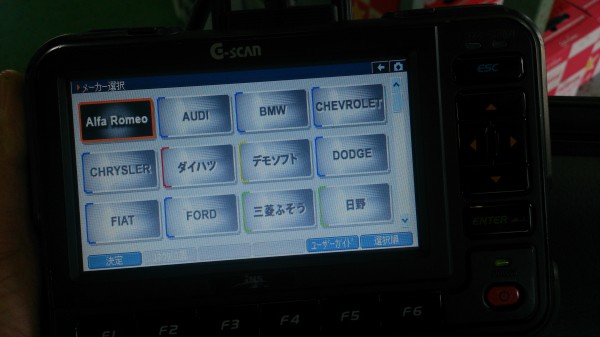 G-SCAN
メーカー選択
ESC
Alfa Romeo
AUDI
BMW
CHEVROLET
CHRYSLER
ダイハツ
デモソフト
DODGE
FIAT
FORD
三菱ふそう
日野
ENTER
決定
ユーザーガイド
選択順
F1
F2
F3
F4
F5
F6